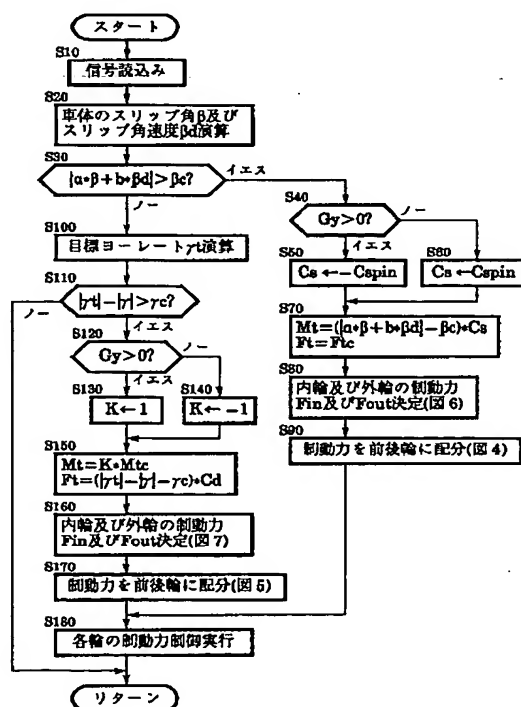 スタート
S10
信号読込み
S20
車体のスリップ角β及び
スリップ角速度βd演算
S30
|a*β+b*βd|>βc?
イエス
ノー
S40
Gy>0?
ノー
イエス
S50
Cs←-Cspin
S60
Cs←Cspin
S70
Mt=(|a*β+b*βd|-βc)*Cs
Ft=Ftc
S80
内輪及び外輪の制動力
Fin及びFout決定(図6)
S90
制動力を前後輪に配分(図4)
S100
目標ヨーレートγt演算
S110
|γt|-|γ|>γc?
ノー
イエス
S120
Gy>0?
ノー
イエス
S130
K←1
S140
K←-1
S150
Mt=K*Mtc
Ft=(|γt|-|γ|-γc)*Cd
S160
内輪及び外輪の制動力
Fin及びFout決定(図7)
S170
制動力を前後輪に配分(図5)
S180
各輪の制動力制御実行
リターン